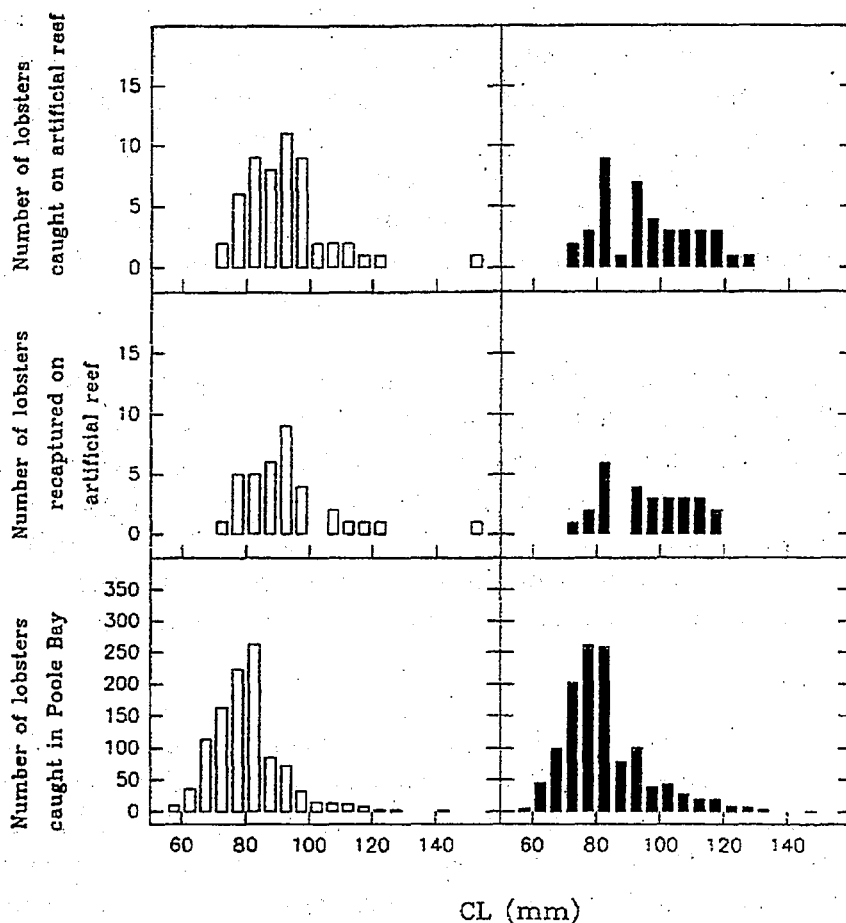 Number of lobsters
caught on artificial reef
15
10
5
0
Number of lobsters
recaptured on
artificial reef
15
10
5
0
Number of lobsters
caught in Poole Bay
350
300
250
200
150
100
50
0
60 80 100 120 140
60 80 100 120 140
CL (mm)